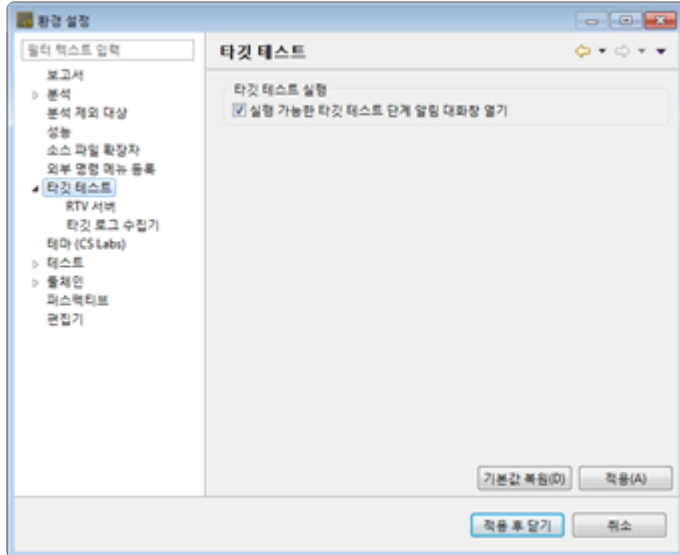 환경 설정
필터 텍스트 입력
보고서
분석
분석 제외 대상
성능
소스 파일 확장자
외부 명령 메뉴 등록
타깃 테스트
RTV 서버
타깃 로그 수집기
테마 (CS Labs)
테스트
툴체인
퍼스펙티브
편집기
타깃 테스트
타깃 테스트 실행
실행 가능한 타깃 테스트 단계 알림 대화창 열기
기본값 복원(D)
적용(A)
적용 후 닫기
취소